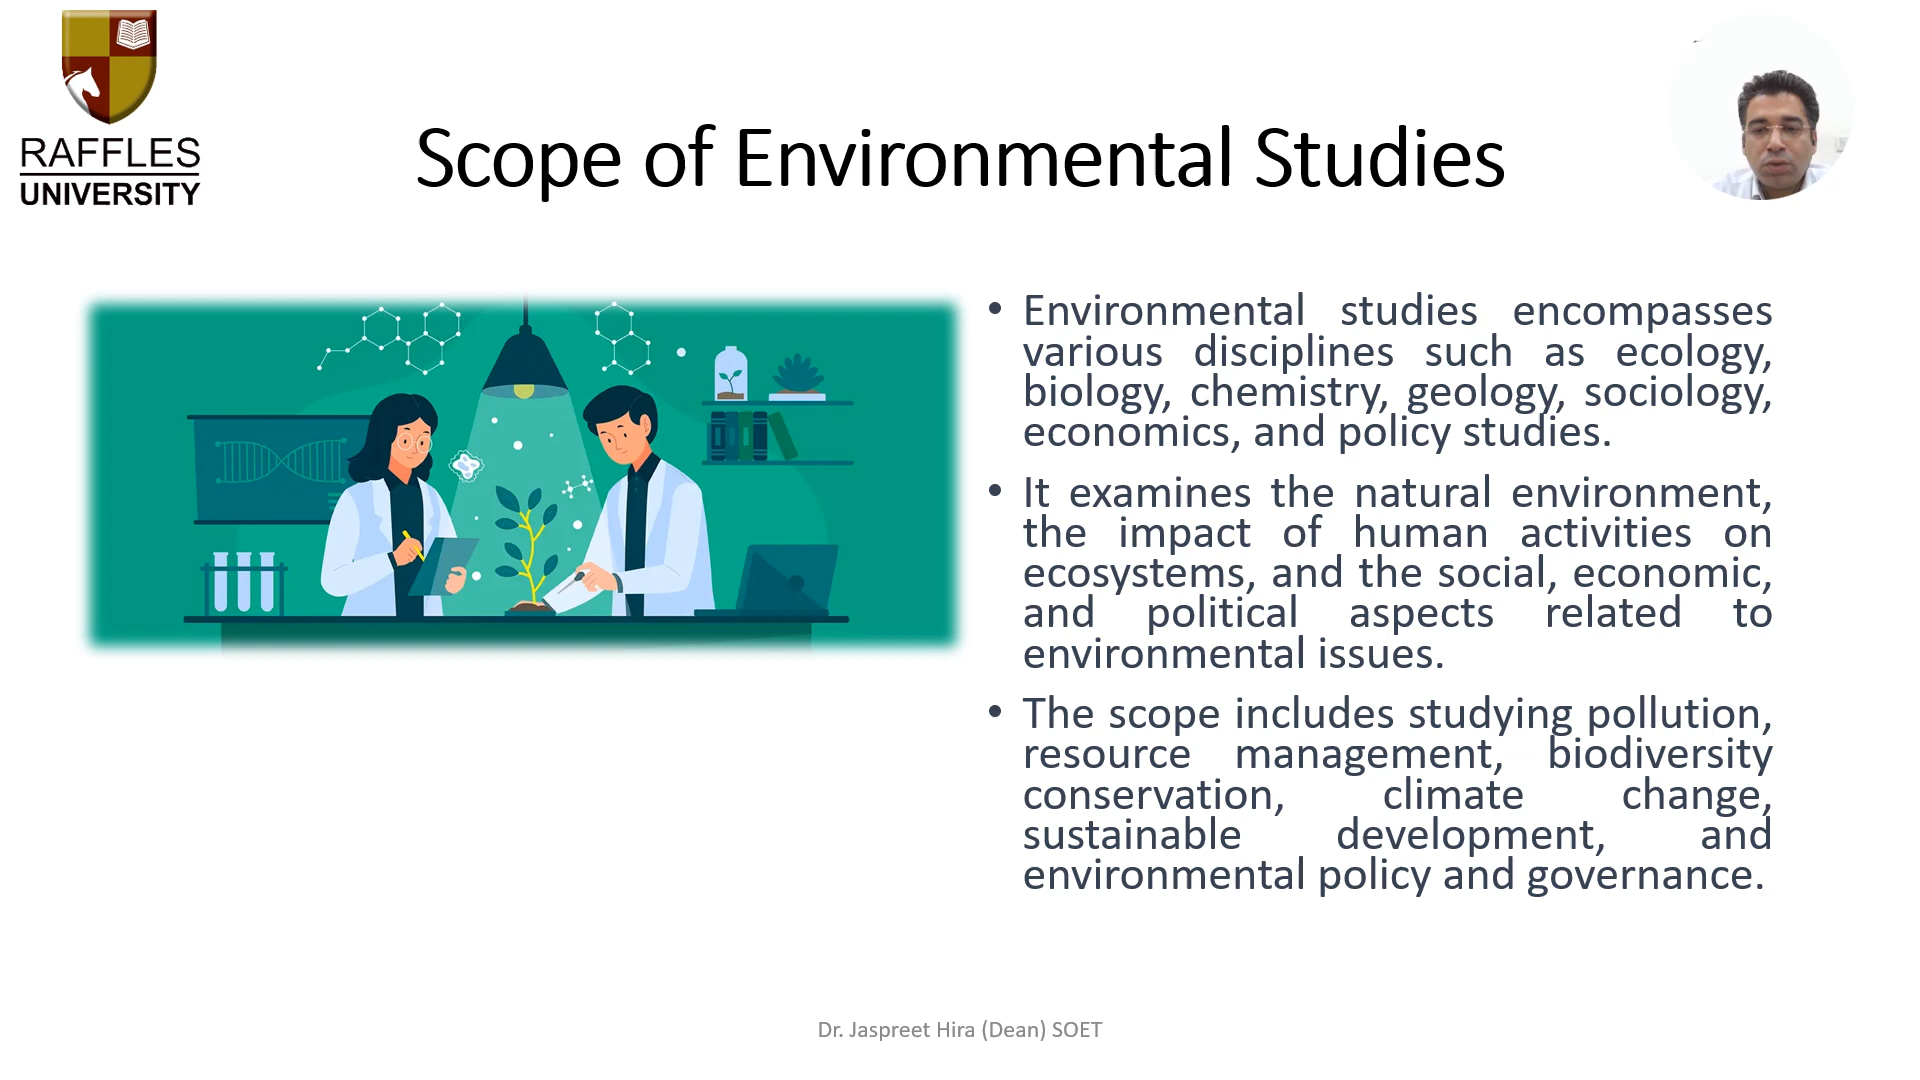 RAFFLES
UNIVERSITY
Scope of Environmental Studies
• Environmental studies encompasses
various disciplines such as ecology,
biology, chemistry, geology, sociology,
economics, and policy studies.
• It examines the natural environment,
the impact of human activities on
ecosystems, and the social, economic,
and political aspects related to
environmental issues.
• The scope includes studying pollution,
resource management, biodiversity
conservation, climate change,
sustainable development, and
environmental policy and governance.
Dr. Jaspreet Hira (Dean) SOET